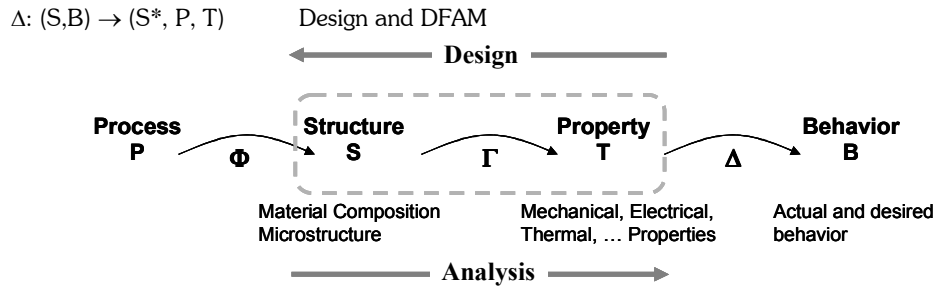 Δ: (S,B) → (S*, P, T) Design and DFAM
Design
Process Structure Property Behavior
P S T B
Φ Γ Δ
Material Composition Mechanical, Electrical, Actual and desired
Microstructure Thermal, … Properties behavior
Analysis